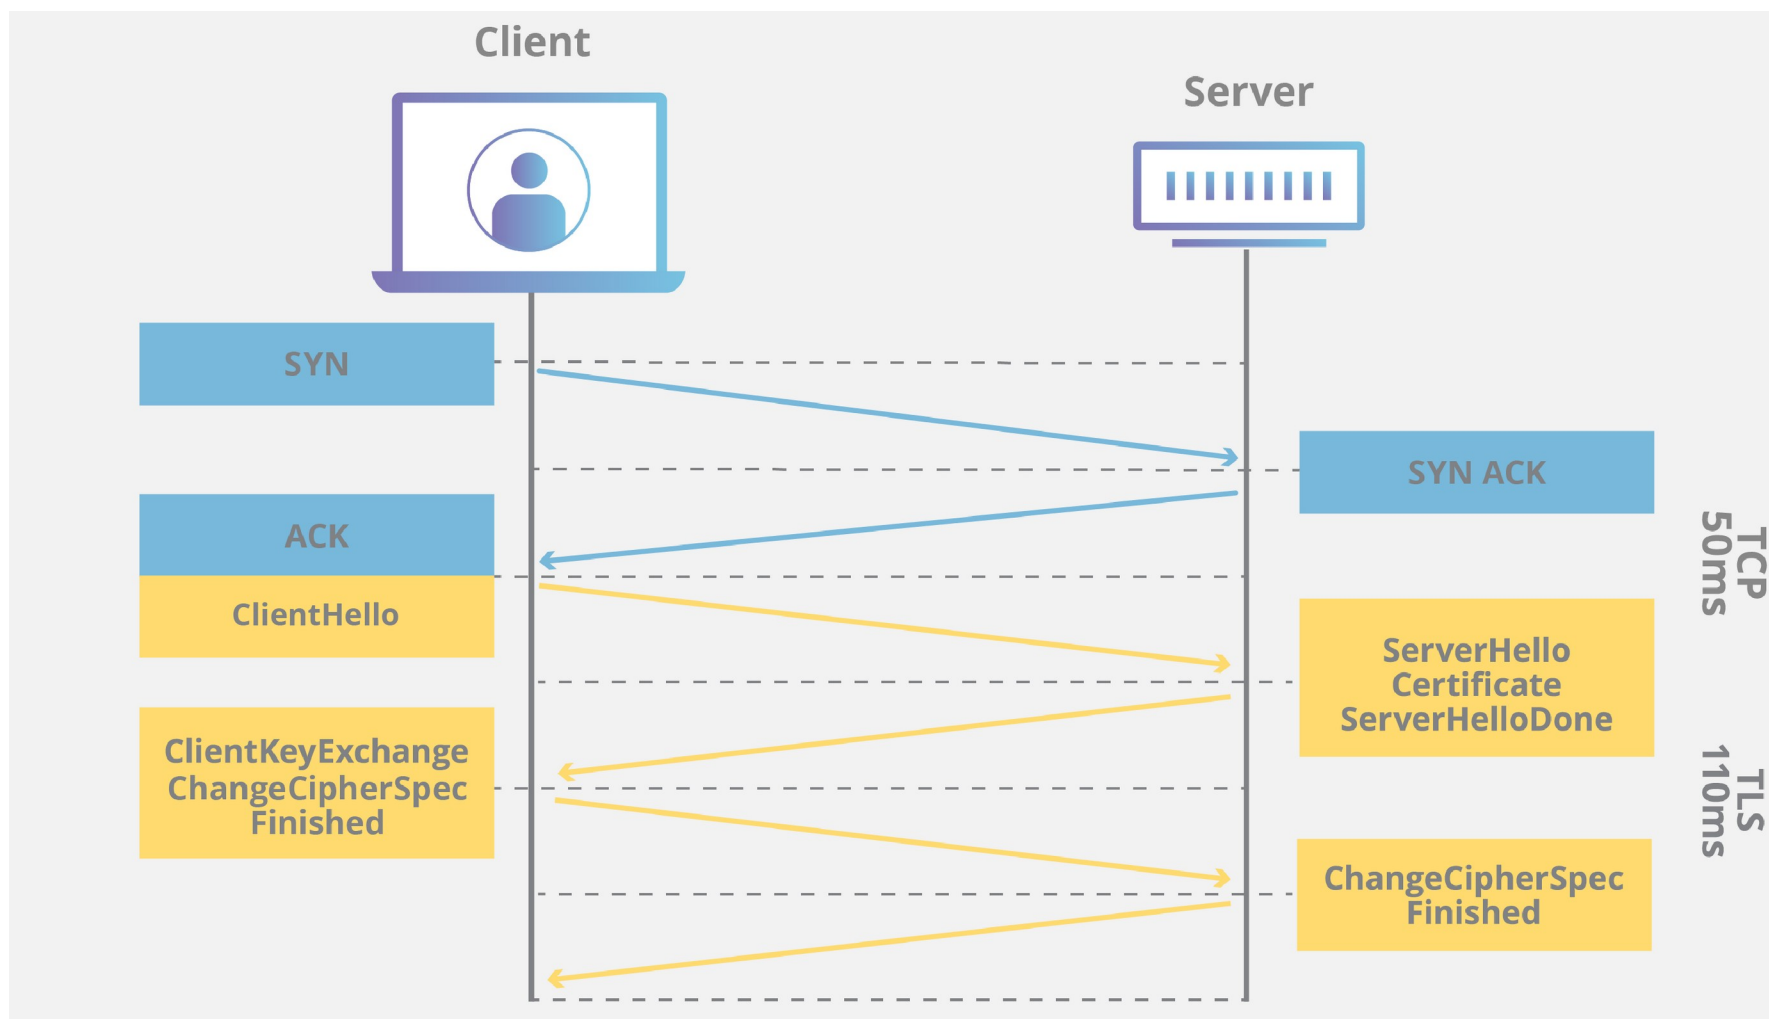 Client
Server
SYN
SYN ACK
ACK
ClientHello
TCP
50ms
ServerHello
Certificate
ServerHelloDone
ClientKeyExchange
ChangeCipherSpec
Finished
TLS
110ms
ChangeCipherSpec
Finished